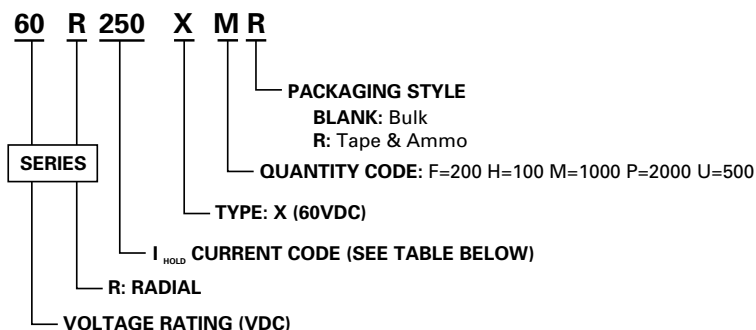 60 R 250 X M R
PACKAGING STYLE
BLANK: Bulk
R: Tape & Ammo
SERIES
QUANTITY CODE: F=200 H=100 M=1000 P=2000 U=500
TYPE: X (60VDC)
I HOLD CURRENT CODE (SEE TABLE BELOW)
R: RADIAL
VOLTAGE RATING (VDC)